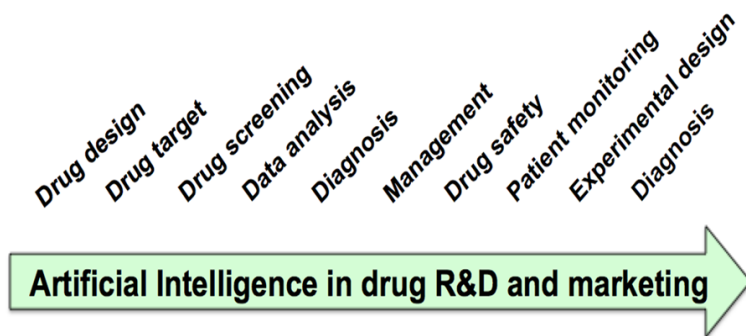 Drug design
Drug target
Drug screening
Data analysis
Diagnosis
Management
Drug safety
Patient monitoring
Experimental design
Diagnosis
Artificial Intelligence in drug R&D and marketing